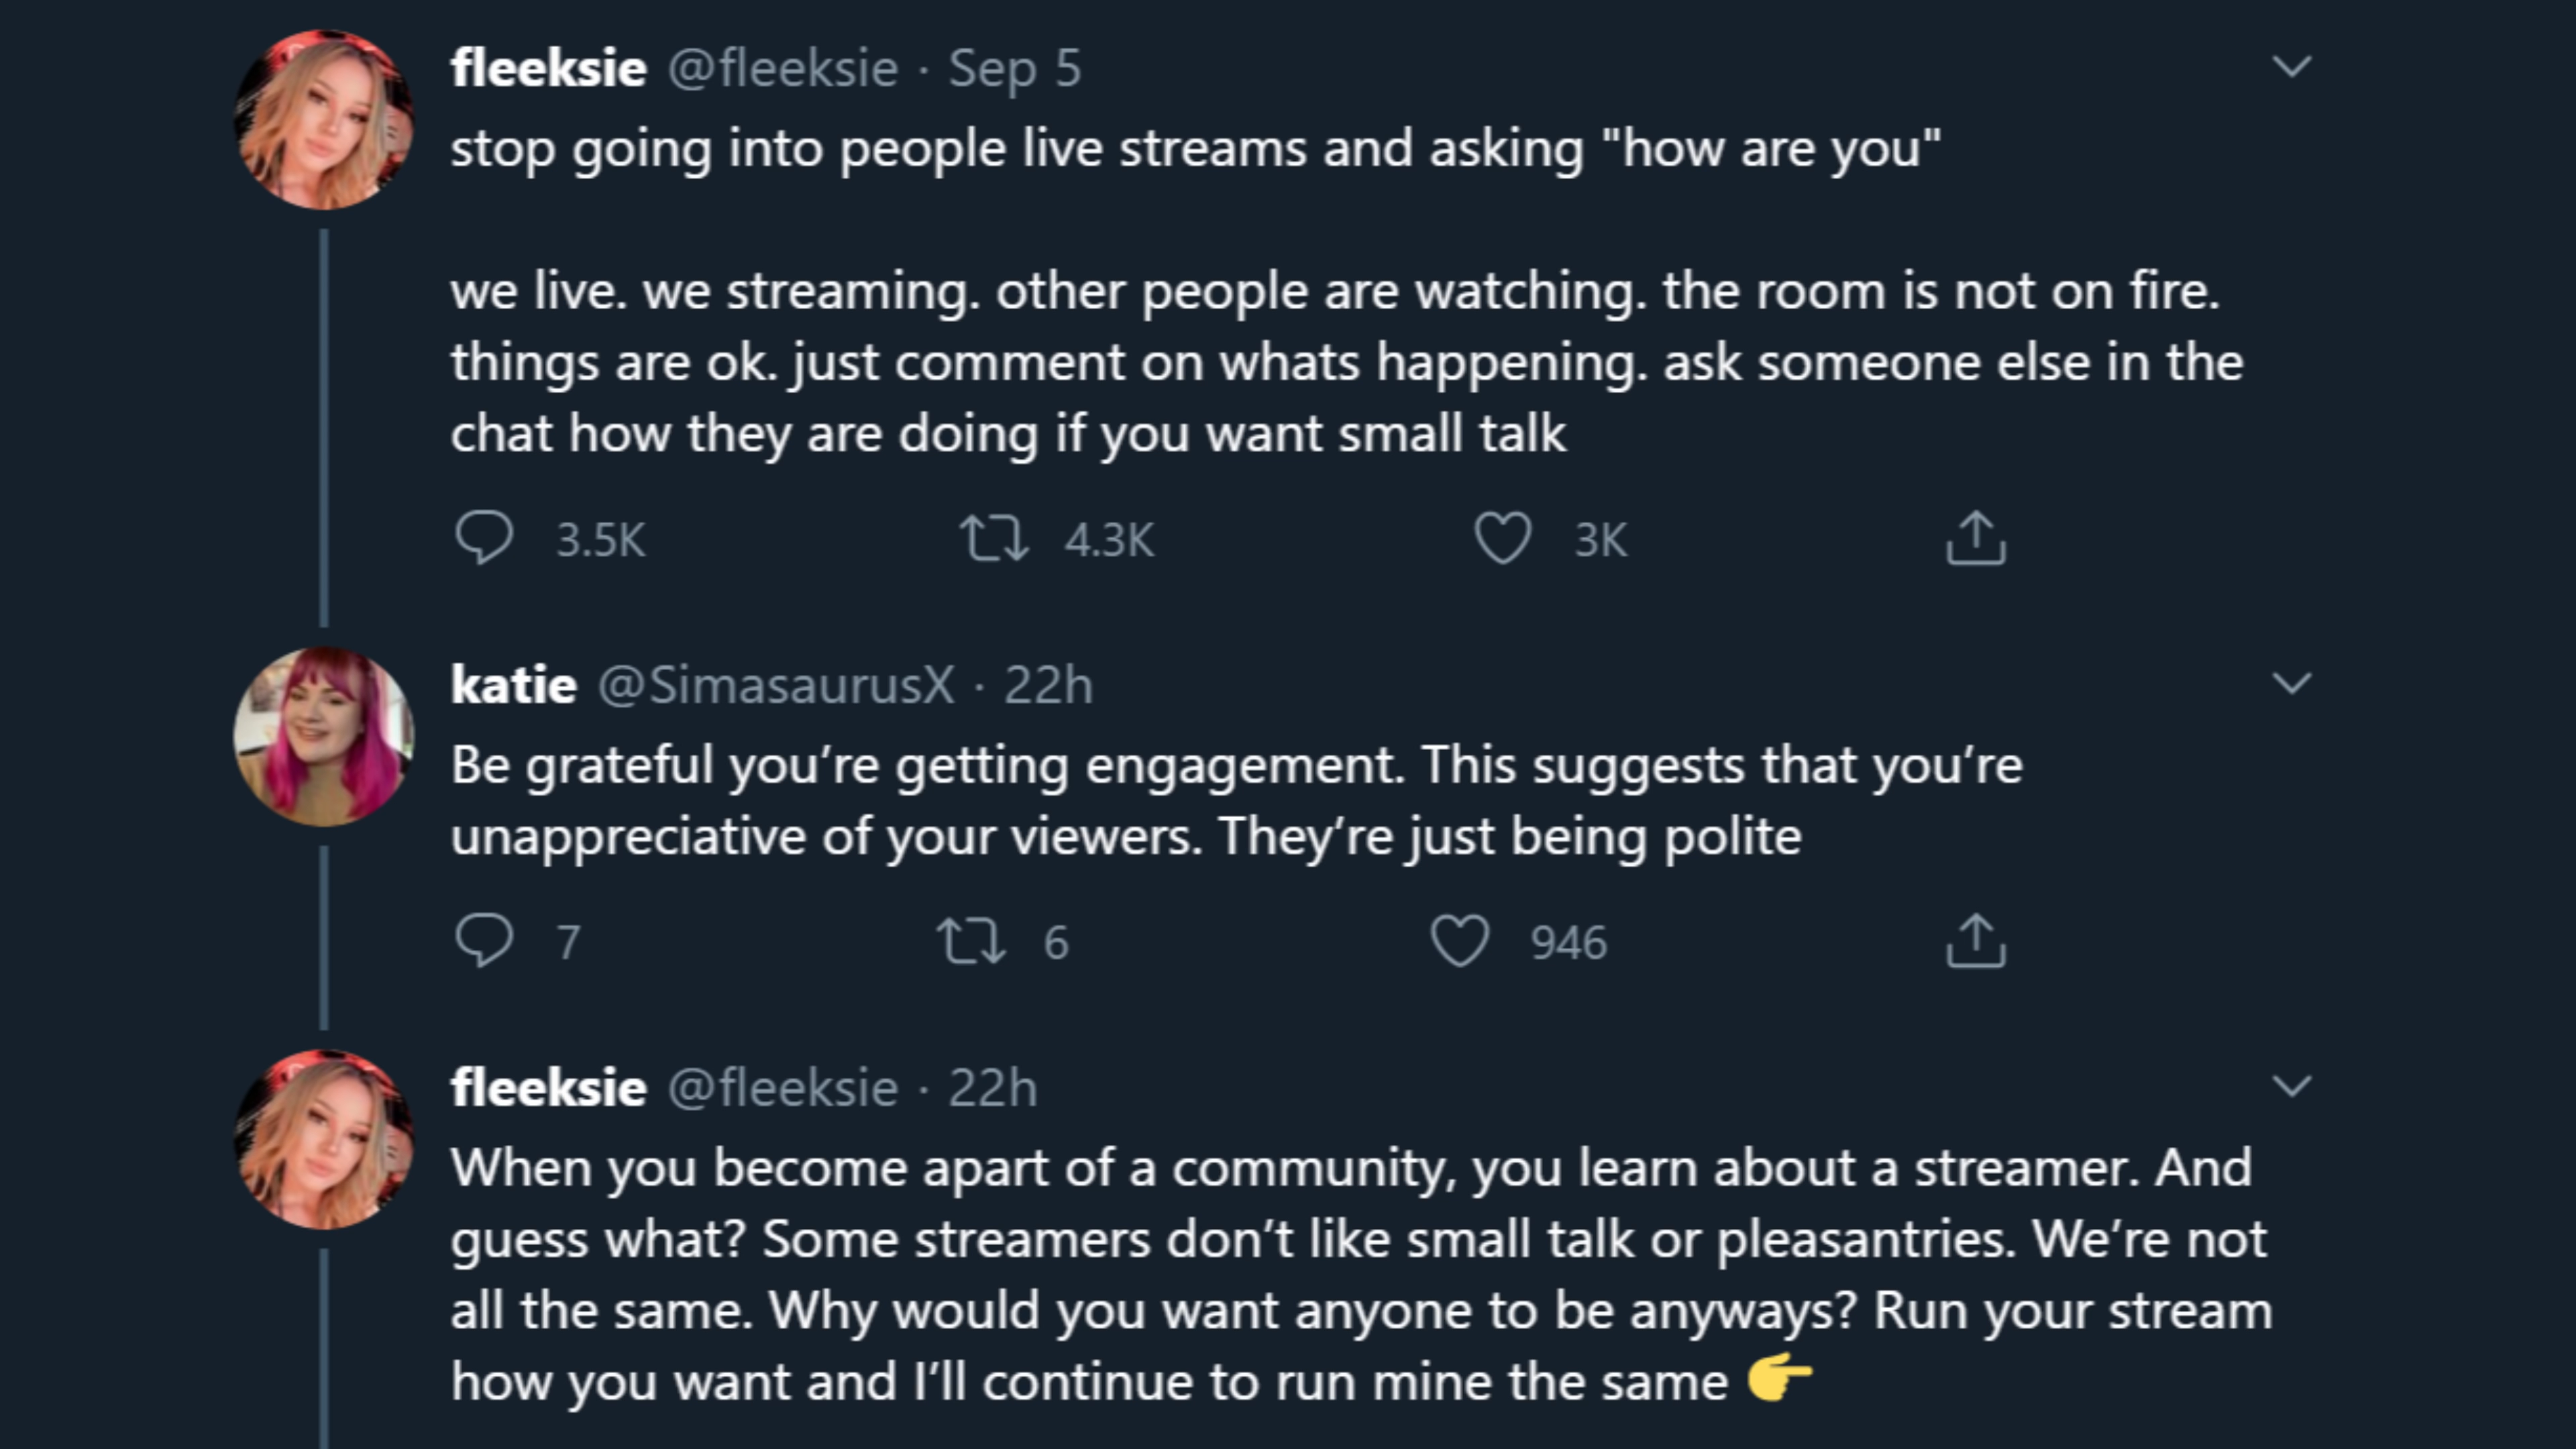 fleeksie @fleeksie · Sep 5
stop going into people live streams and asking "how are you"
we live. we streaming. other people are watching. the room is not on fire.
things are ok. just comment on whats happening. ask someone else in the
chat how they are doing if you want small talk
3.5K 4.3K 3K
katie @SimasaurusX · 22h
Be grateful you’re getting engagement. This suggests that you’re
unappreciative of your viewers. They’re just being polite
7 6 946
fleeksie @fleeksie · 22h
When you become apart of a community, you learn about a streamer. And
guess what? Some streamers don’t like small talk or pleasantries. We’re not
all the same. Why would you want anyone to be anyways? Run your stream
how you want and I’ll continue to run mine the same 👉